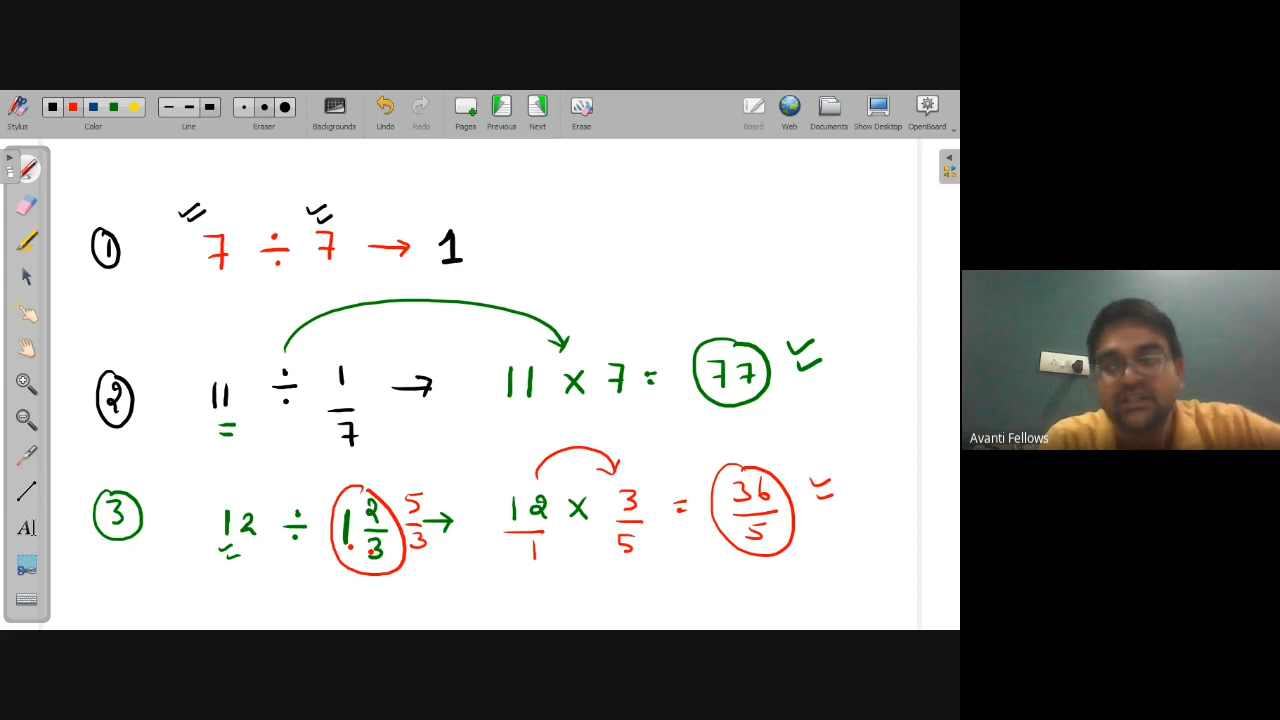 Stylus Color Line Eraser Backgrounds Undo Redo Pages Previous Next Erase Board Web Documents Show Desktop OpenBoard
① 7 ÷ 7 → 1
② 11 ÷ 1/7 → 11 × 7 = 77
③ 12 ÷ 1 2/3 5/3 → 12/1 × 3/5 = 36/5
Avanti Fellows